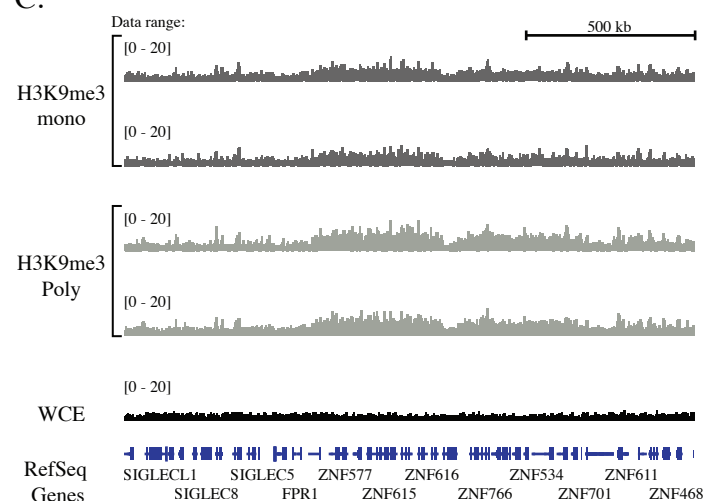 C.
Data range:
500 kb
[0 - 20]
H3K9me3
mono
[0 - 20]
[0 - 20]
H3K9me3
Poly
[0 - 20]
[0 - 20]
WCE
RefSeq
Genes
SIGLECL1 SIGLEC5 ZNF577 ZNF616 ZNF534 ZNF611
SIGLEC8 FPR1 ZNF615 ZNF766 ZNF701 ZNF468